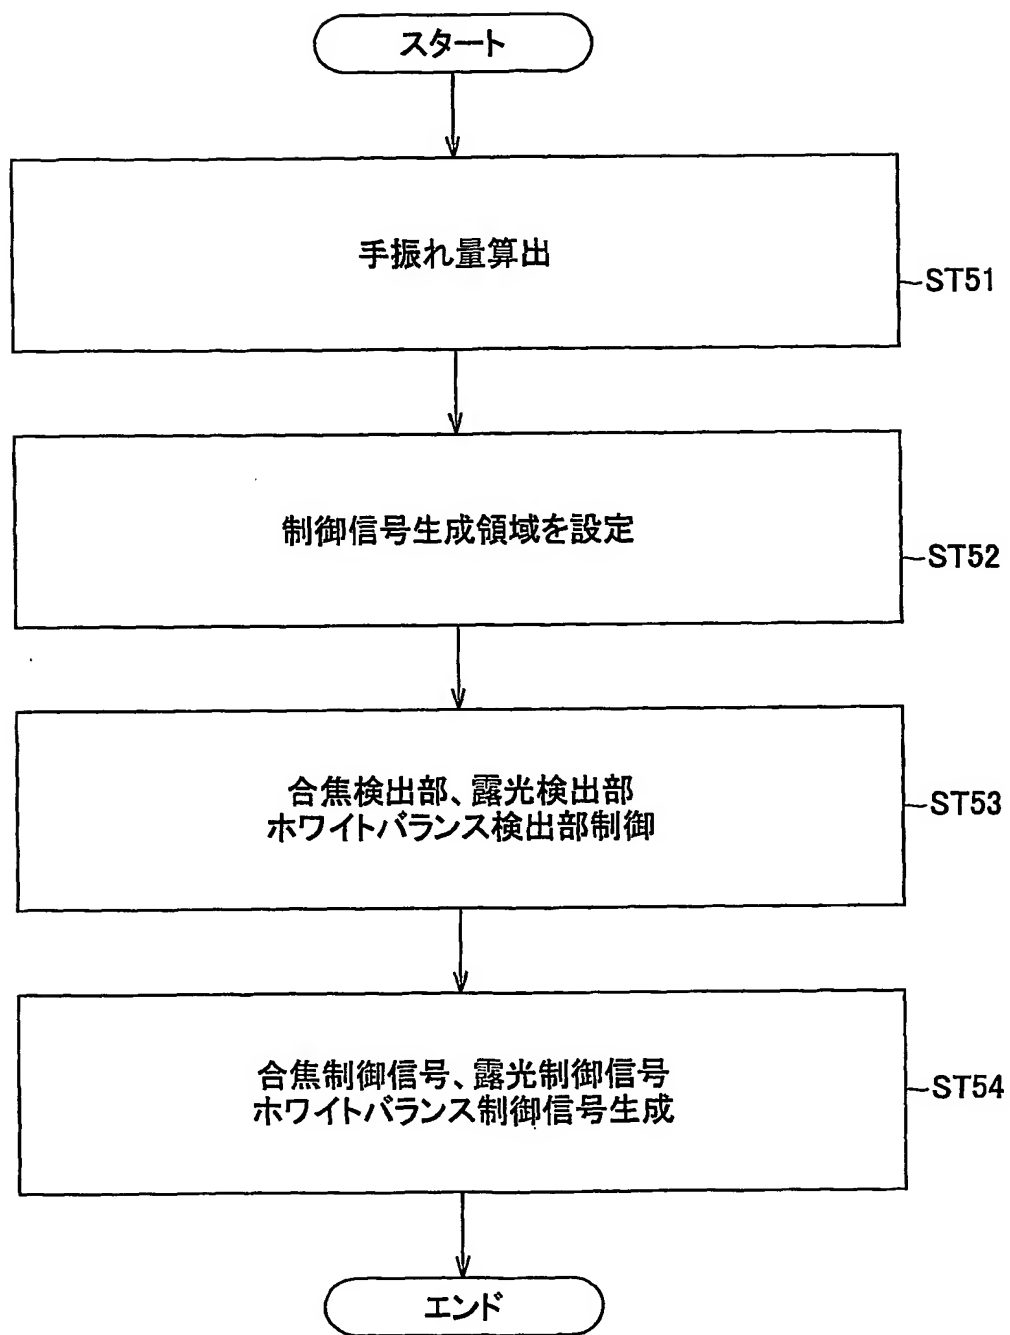 スタート
手振れ量算出
ST51
制御信号生成領域を設定
ST52
合焦検出部、露光検出部
ホワイトバランス検出部制御
ST53
合焦制御信号、露光制御信号
ホワイトバランス制御信号生成
ST54
エンド